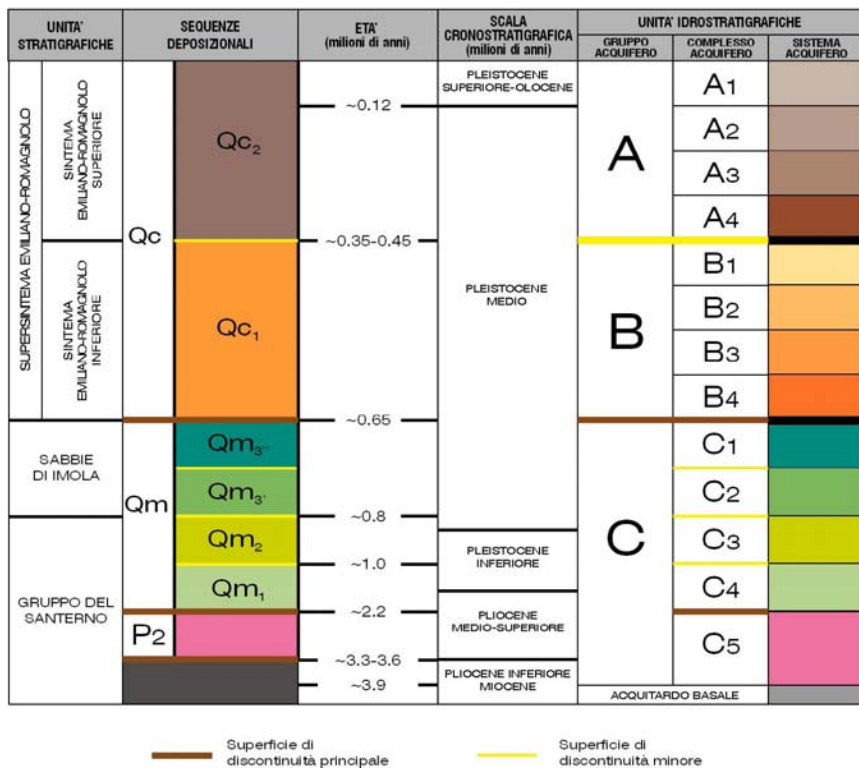 UNITA' STRATIGRAFICHE
SEQUENZE DEPOSIZIONALI
ETA' (milioni di anni)
SCALA CRONOSTRATIGRAFICA (milioni di anni)
UNITA' IDROSTRATIGRAFICHE
GRUPPO ACQUIFERO
COMPLESSO ACQUIFERO
SISTEMA ACQUIFERO
SUPERSINTEMA EMILIANO-ROMAGNOLO
SINTEMA
EMILIANO-ROMAGNOLO
SUPERIORE
SINTEMA
EMILIANO-ROMAGNOLO
INFERIORE
SABBIE
DI IMOLA
GRUPPO DEL
SANTERNO
Qc
Qm
P2
Qc2
Qc1
Qm3''
Qm3'
Qm2
Qm1
~0.12
~0.35-0.45
~0.65
~0.8
~1.0
~2.2
~3.3-3.6
~3.9
PLEISTOCENE
SUPERIORE-OLOCENE
PLEISTOCENE
MEDIO
PLEISTOCENE
INFERIORE
PLIOCENE
MEDIO-SUPERIORE
PLIOCENE INFERIORE
MIOCENE
A
B
C
A1
A2
A3
A4
B1
B2
B3
B4
C1
C2
C3
C4
C5
ACQUITARDO BASALE
Superficie di
discontinuità principale
Superficie di
discontinuità minore